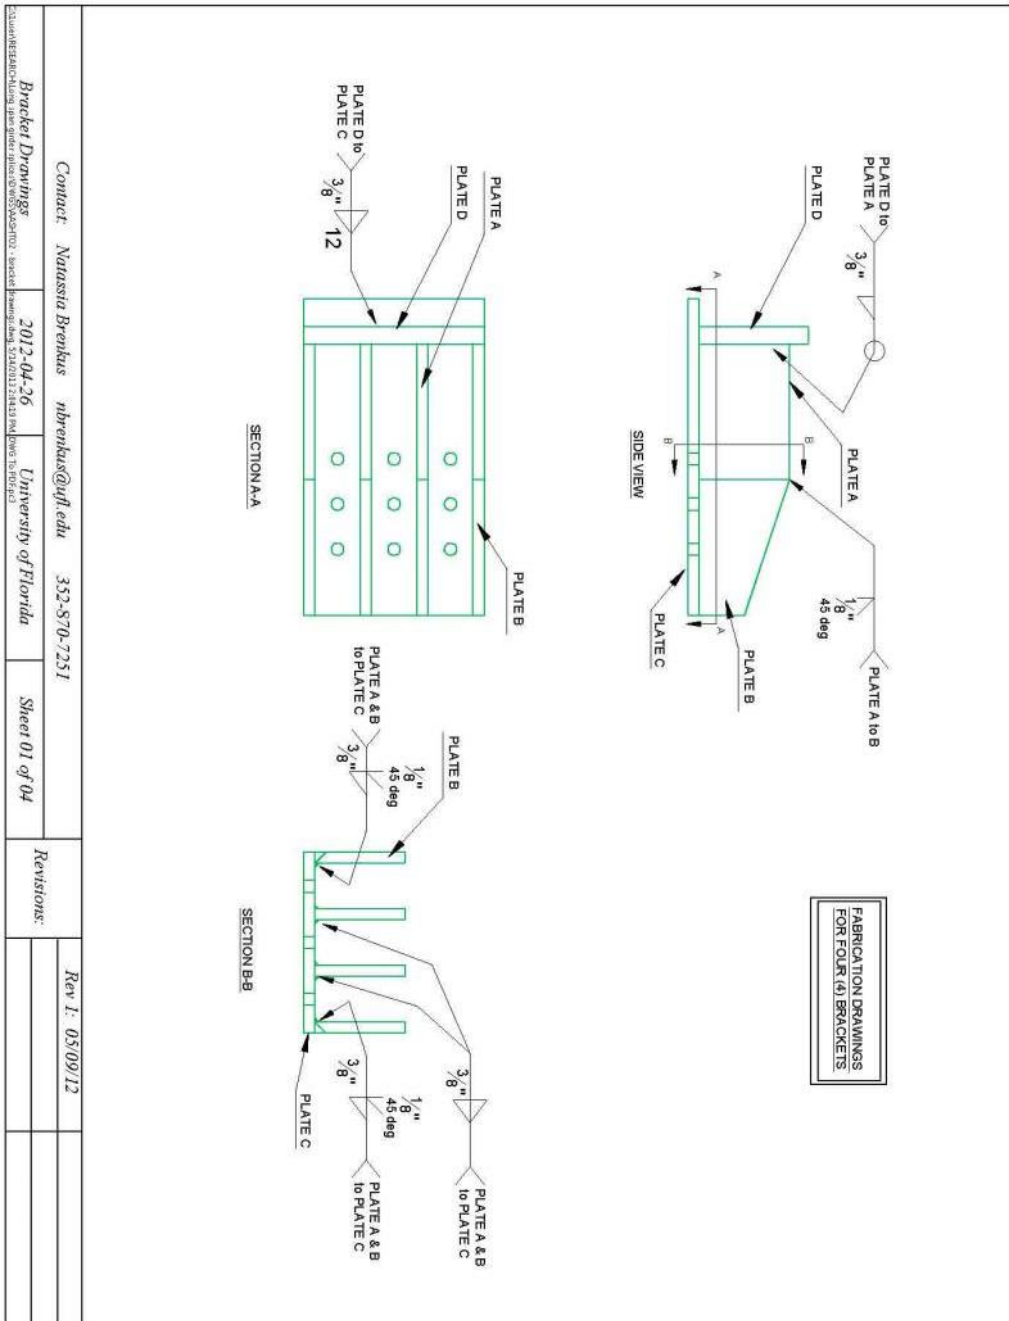 FABRICATION DRAWINGS
FOR FOUR (4) BRACKETS
PLATE D to
PLATE A
3/8"
PLATE D
PLATE A
1/8"
45 deg
PLATE A to B
A
A
B
B
PLATE B
PLATE C
SIDE VIEW
PLATE D to
PLATE C
3/8"
12
PLATE D
PLATE A
PLATE B
SECTION A-A
PLATE A & B
to PLATE C
3/8"
1/8"
45 deg
PLATE B
3/8"
PLATE A & B
to PLATE C
3/8"
1/8"
45 deg
PLATE A & B
to PLATE C
PLATE C
SECTION B-B
Contact: Natassia Brenkus nbrenkus@ufl.edu 352-870-7251
Bracket Drawings
2012-04-26
University of Florida
Sheet 01 of 04
Revisions:
Rev 1: 05/09/12